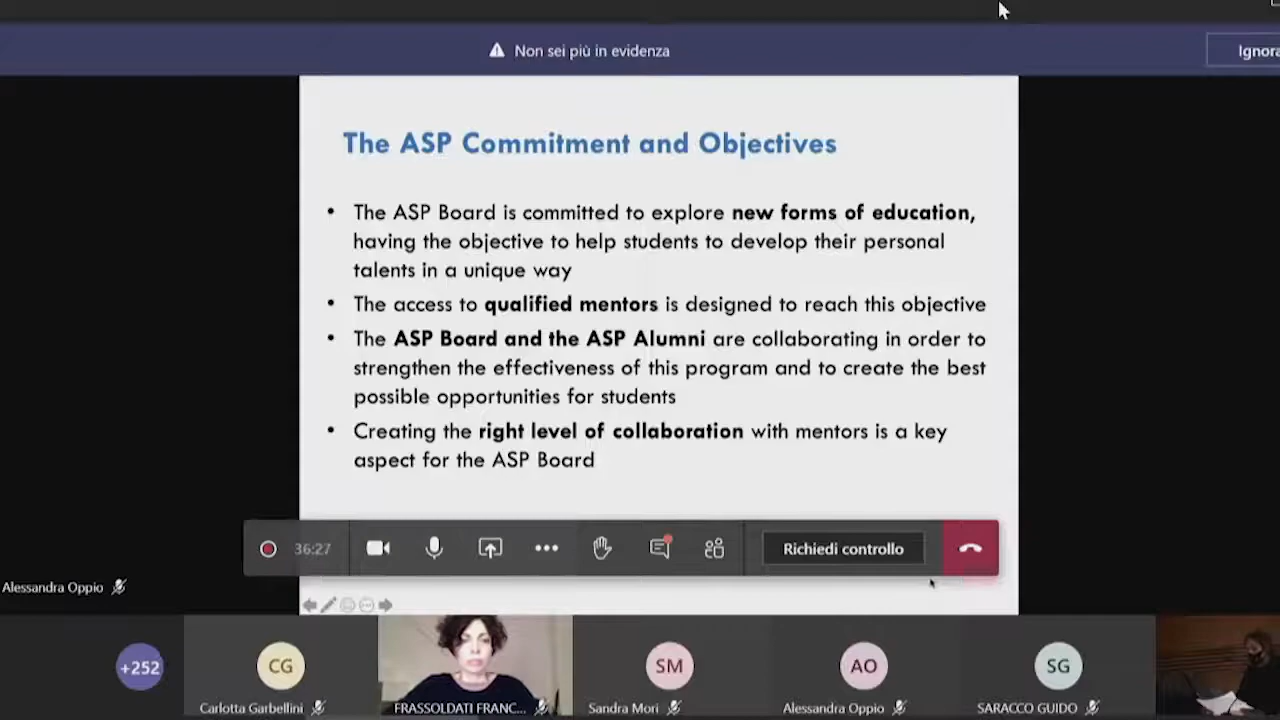 Non sei più in evidenza
Ignora
The ASP Commitment and Objectives
• The ASP Board is committed to explore new forms of education,
having the objective to help students to develop their personal
talents in a unique way
• The access to qualified mentors is designed to reach this objective
• The ASP Board and the ASP Alumni are collaborating in order to
strengthen the effectiveness of this program and to create the best
possible opportunities for students
• Creating the right level of collaboration with mentors is a key
aspect for the ASP Board
36:27
Richiedi controllo
Alessandra Oppio
+252
CG
SM
AO
SG
Carlotta Garbellini
FRASSOLDATI FRANC...
Sandra Mori
Alessandra Oppio
SARACCO GUIDO